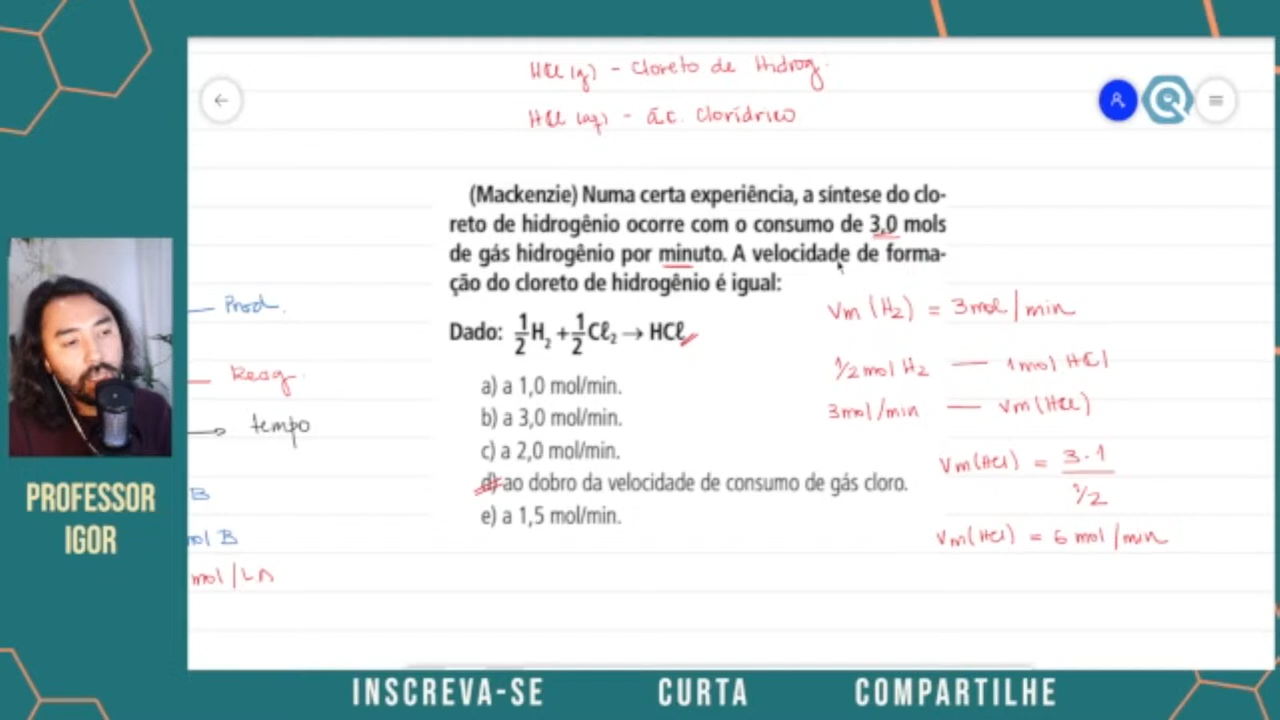 HCl (g) - Cloreto de Hidrog.
HCl (aq) - ác. Clorídrico
(Mackenzie) Numa certa experiência, a síntese do clo-
reto de hidrogênio ocorre com o consumo de 3,0 mols
de gás hidrogênio por minuto. A velocidade de forma-
ção do cloreto de hidrogênio é igual:
Dado: 1/2 H₂ + 1/2 Cℓ₂ → HCℓ
a) a 1,0 mol/min.
b) a 3,0 mol/min.
c) a 2,0 mol/min.
d) ao dobro da velocidade de consumo de gás cloro.
e) a 1,5 mol/min.
Vm (H₂) = 3mol/min
1/2 mol H₂ — 1mol HCl
3mol/min — Vm(HCl)
Vm(HCl) = 3·1
1/2
Vm(HCl) = 6 mol/min
Prod.
Reag.
tempo
B
mol B
mol/L
PROFESSOR
IGOR
INSCREVA-SE CURTA COMPARTILHE